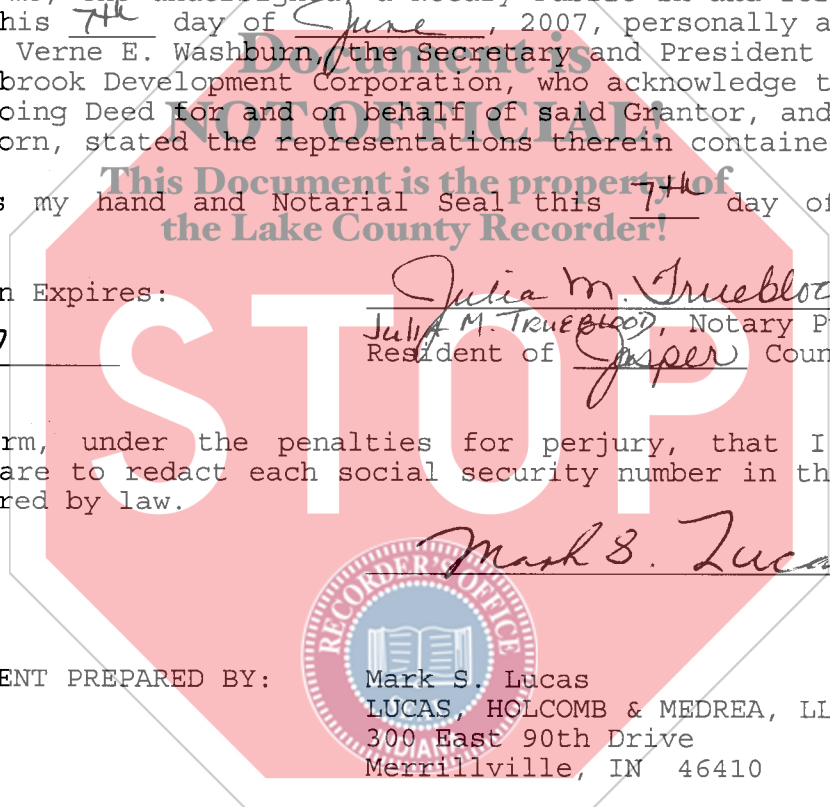 his 7th day of June, 2007, personally a
Verne E. Washburn, the Secretary and President
brook Development Corporation, who acknowledge t
oing Deed for and on behalf of said Grantor, and
orn, stated the representations therein containe
Document is
NOT OFFICIAL!
This Document is the property of
the Lake County Recorder!
s my hand and Notarial Seal this 7th day of
n Expires:
Julia M. Trueblood
JULIA M. TRUEBLOOD, Notary P
Resident of Jasper Coun
STOP
rm, under the penalties for perjury, that I
are to redact each social security number in th
red by law.
Mark S. Luca
RECORDER'S OFFICE
ENT PREPARED BY: Mark S. Lucas
LUCAS, HOLCOMB & MEDREA, LL
300 East 90th Drive
Merrillville, IN 46410